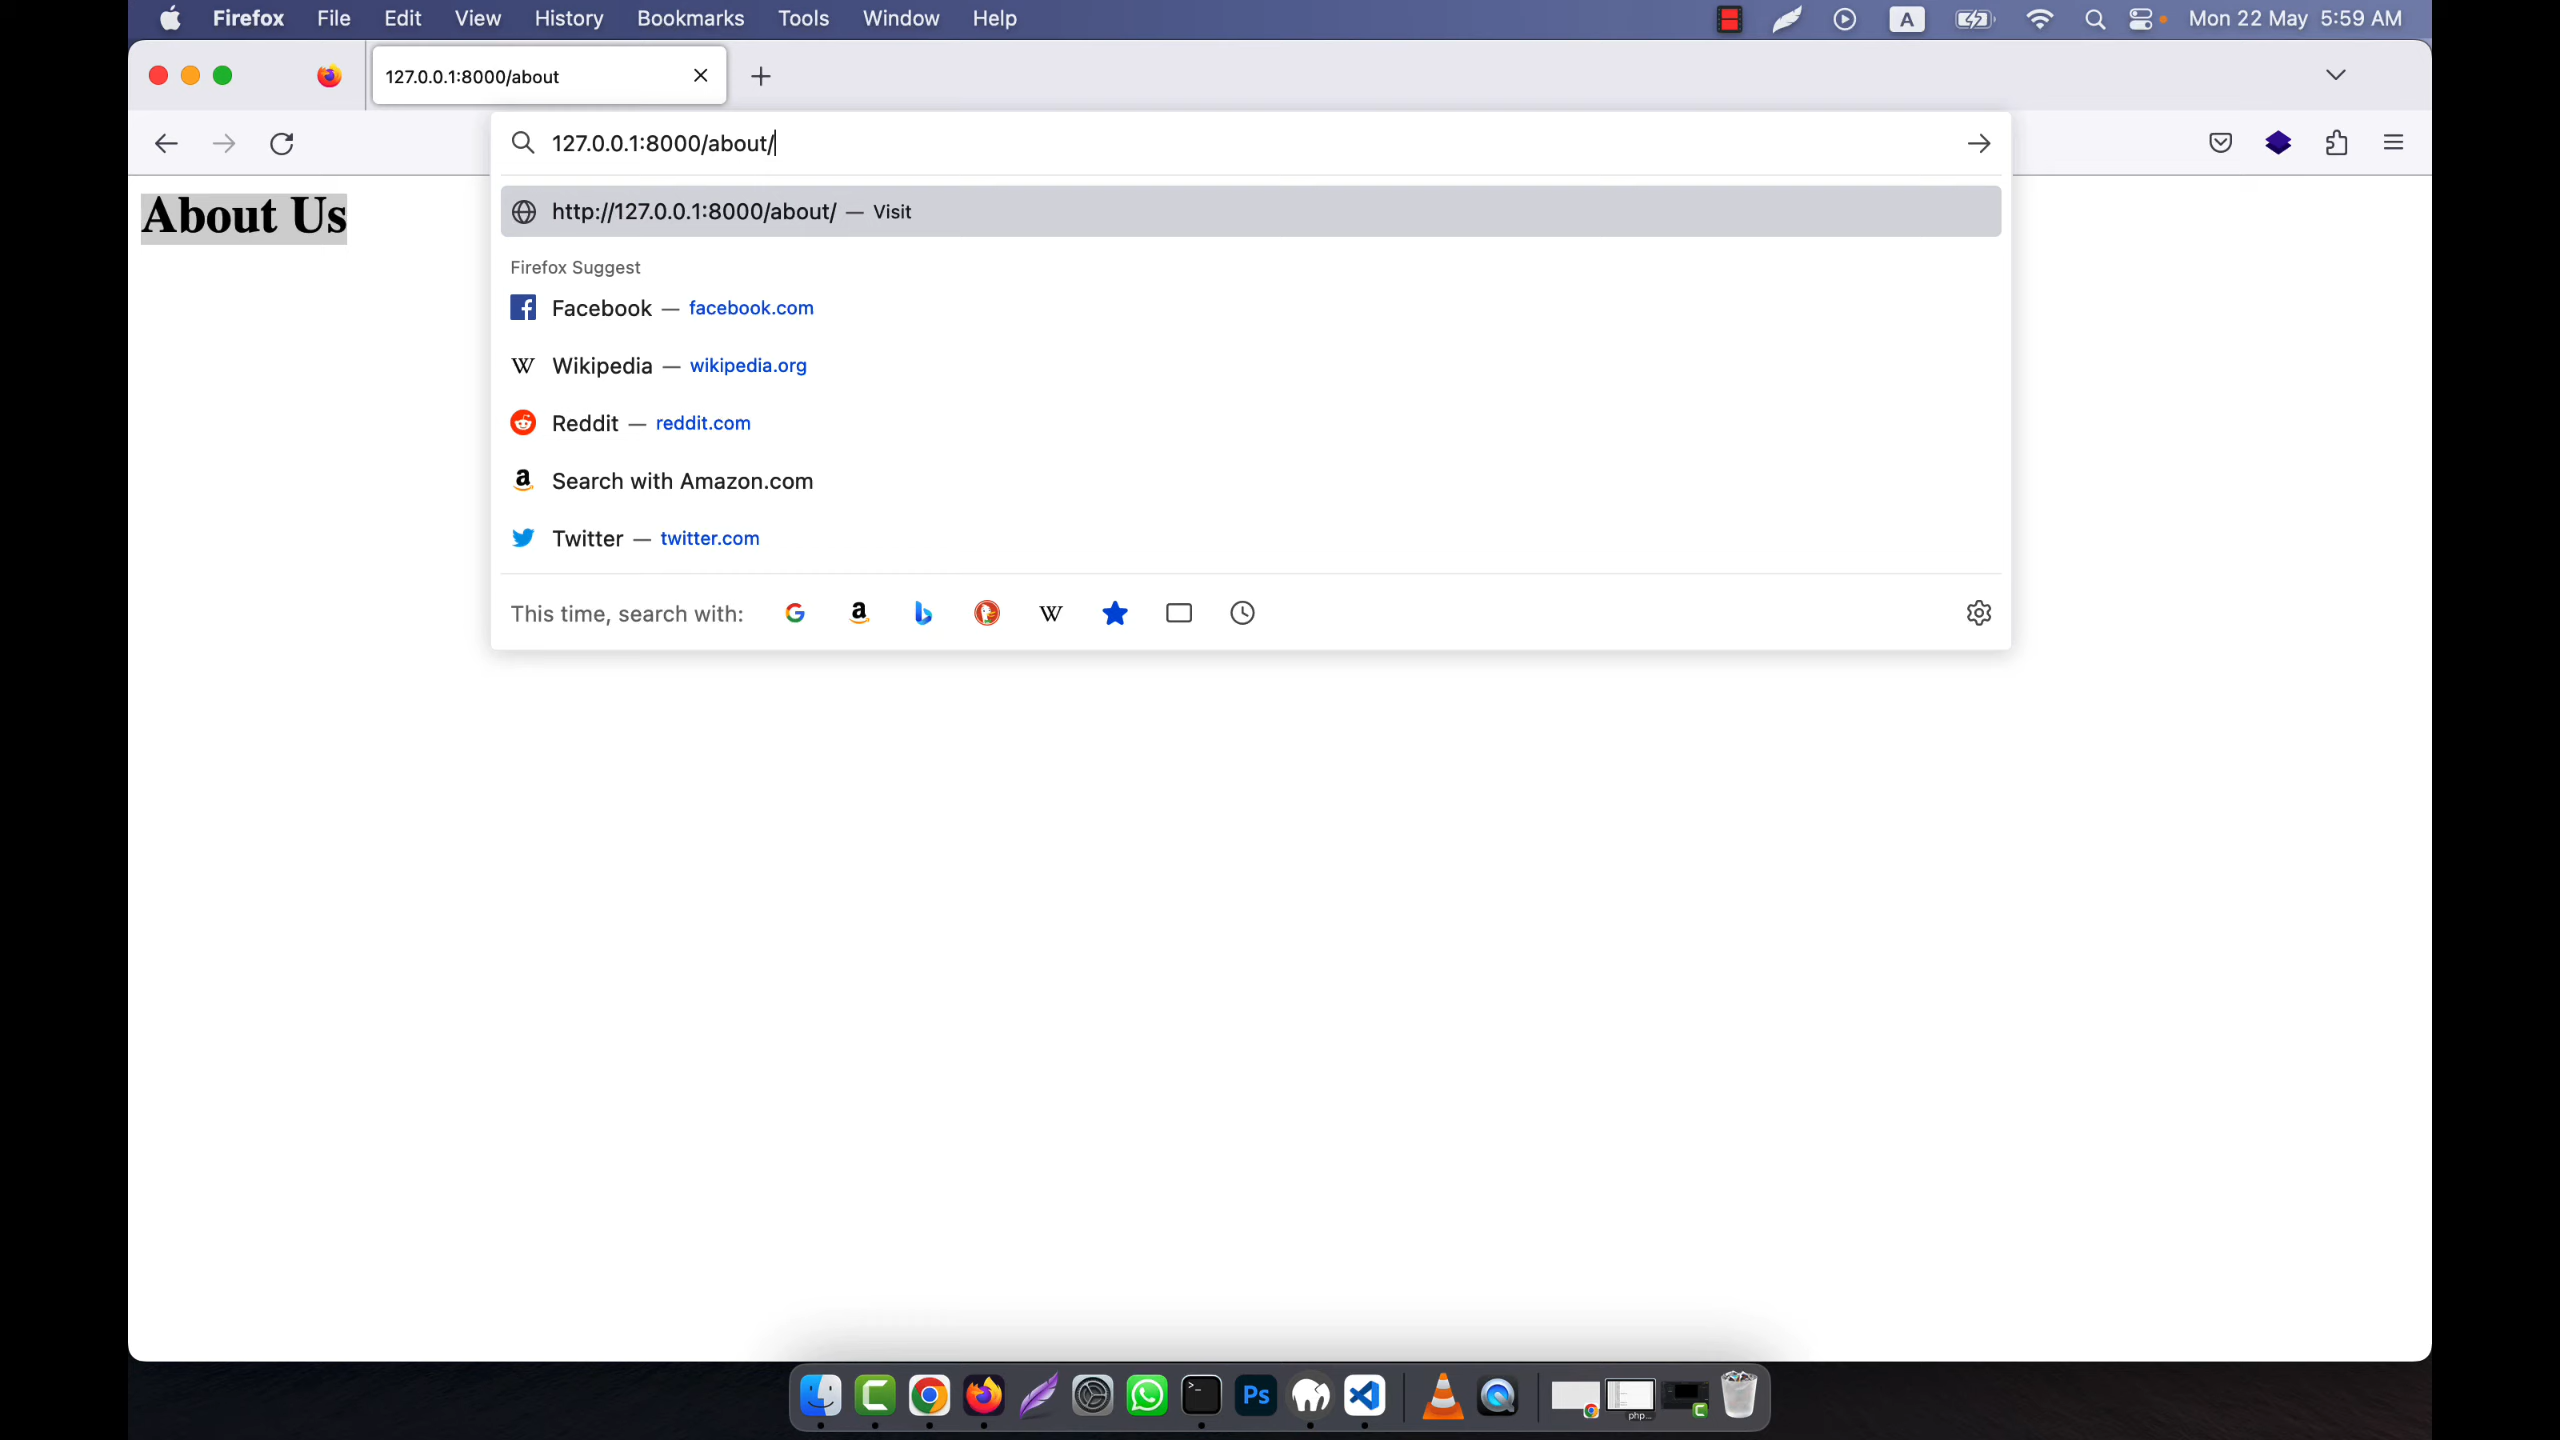 Firefox File Edit View History Bookmarks Tools Window Help A Mon 22 May 5:59 AM
127.0.0.1:8000/about
127.0.0.1:8000/about/
About Us
http://127.0.0.1:8000/about/ — Visit
Firefox Suggest
Facebook — facebook.com
Wikipedia — wikipedia.org
Reddit — reddit.com
Search with Amazon.com
Twitter — twitter.com
This time, search with:
Ps
php...